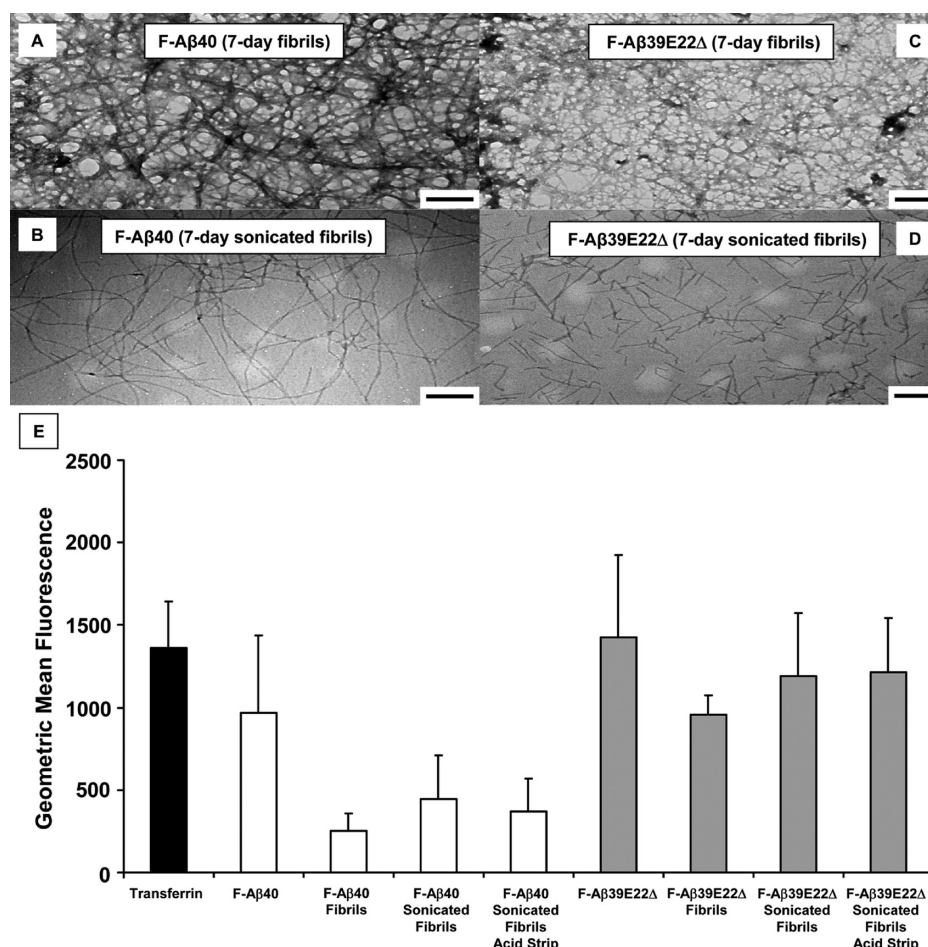 A
F-Aβ40 (7-day fibrils)
F-Aβ39E22Δ (7-day fibrils)
C
B
F-Aβ40 (7-day sonicated fibrils)
F-Aβ39E22Δ (7-day sonicated fibrils)
D
E
Geometric Mean Fluorescence
2500
2000
1500
1000
500
0
Transferrin
F-Aβ40
F-Aβ40
Fibrils
F-Aβ40
Sonicated
Fibrils
F-Aβ40
Sonicated
Fibrils
Acid Strip
F-Aβ39E22Δ
F-Aβ39E22Δ
Fibrils
F-Aβ39E22Δ
Sonicated
Fibrils
F-Aβ39E22Δ
Sonicated
Fibrils
Acid Strip